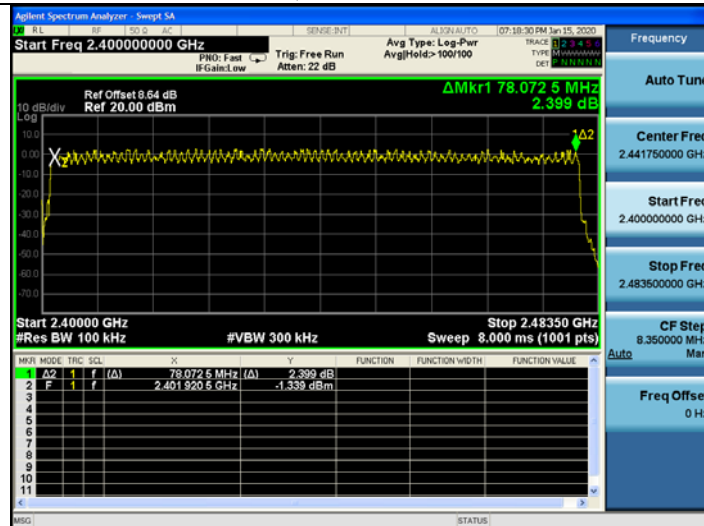 Agilent Spectrum Analyzer - Swept SA
RL RF 50 Ω AC SENSE:INT ALIGNAUTO 07:18:30 PM Jan 15, 2020
Start Freq 2.400000000 GHz
PNO: Fast
IFGain:Low
Trig: Free Run
Atten: 22 dB
Avg Type: Log-Pwr
Avg|Hold:>100/100
TRACE 1 2 3 4 5 6
TYPE M
DET P N N N N N
Ref Offset 8.64 dB
10 dB/div Ref 20.00 dBm
Log
ΔMkr1 78.072 5 MHz
2.399 dB
10.0
0.00
-10.0
-20.0
-30.0
-40.0
-50.0
-60.0
-70.0
X2
1Δ2
Start 2.40000 GHz Stop 2.48350 GHz
#Res BW 100 kHz #VBW 300 kHz Sweep 8.000 ms (1001 pts)
MKR MODE TRC SCL X Y FUNCTION FUNCTION WIDTH FUNCTION VALUE
1 Δ2 1 f (Δ) 78.072 5 MHz (Δ) 2.399 dB
2 F 1 f 2.401 920 5 GHz -1.339 dBm
3
4
5
6
7
8
9
10
11
MSG STATUS
Frequency
Auto Tune
Center Freq
2.441750000 GHz
Start Freq
2.400000000 GHz
Stop Freq
2.483500000 GHz
CF Step
8.350000 MHz
Auto Man
Freq Offset
0 Hz